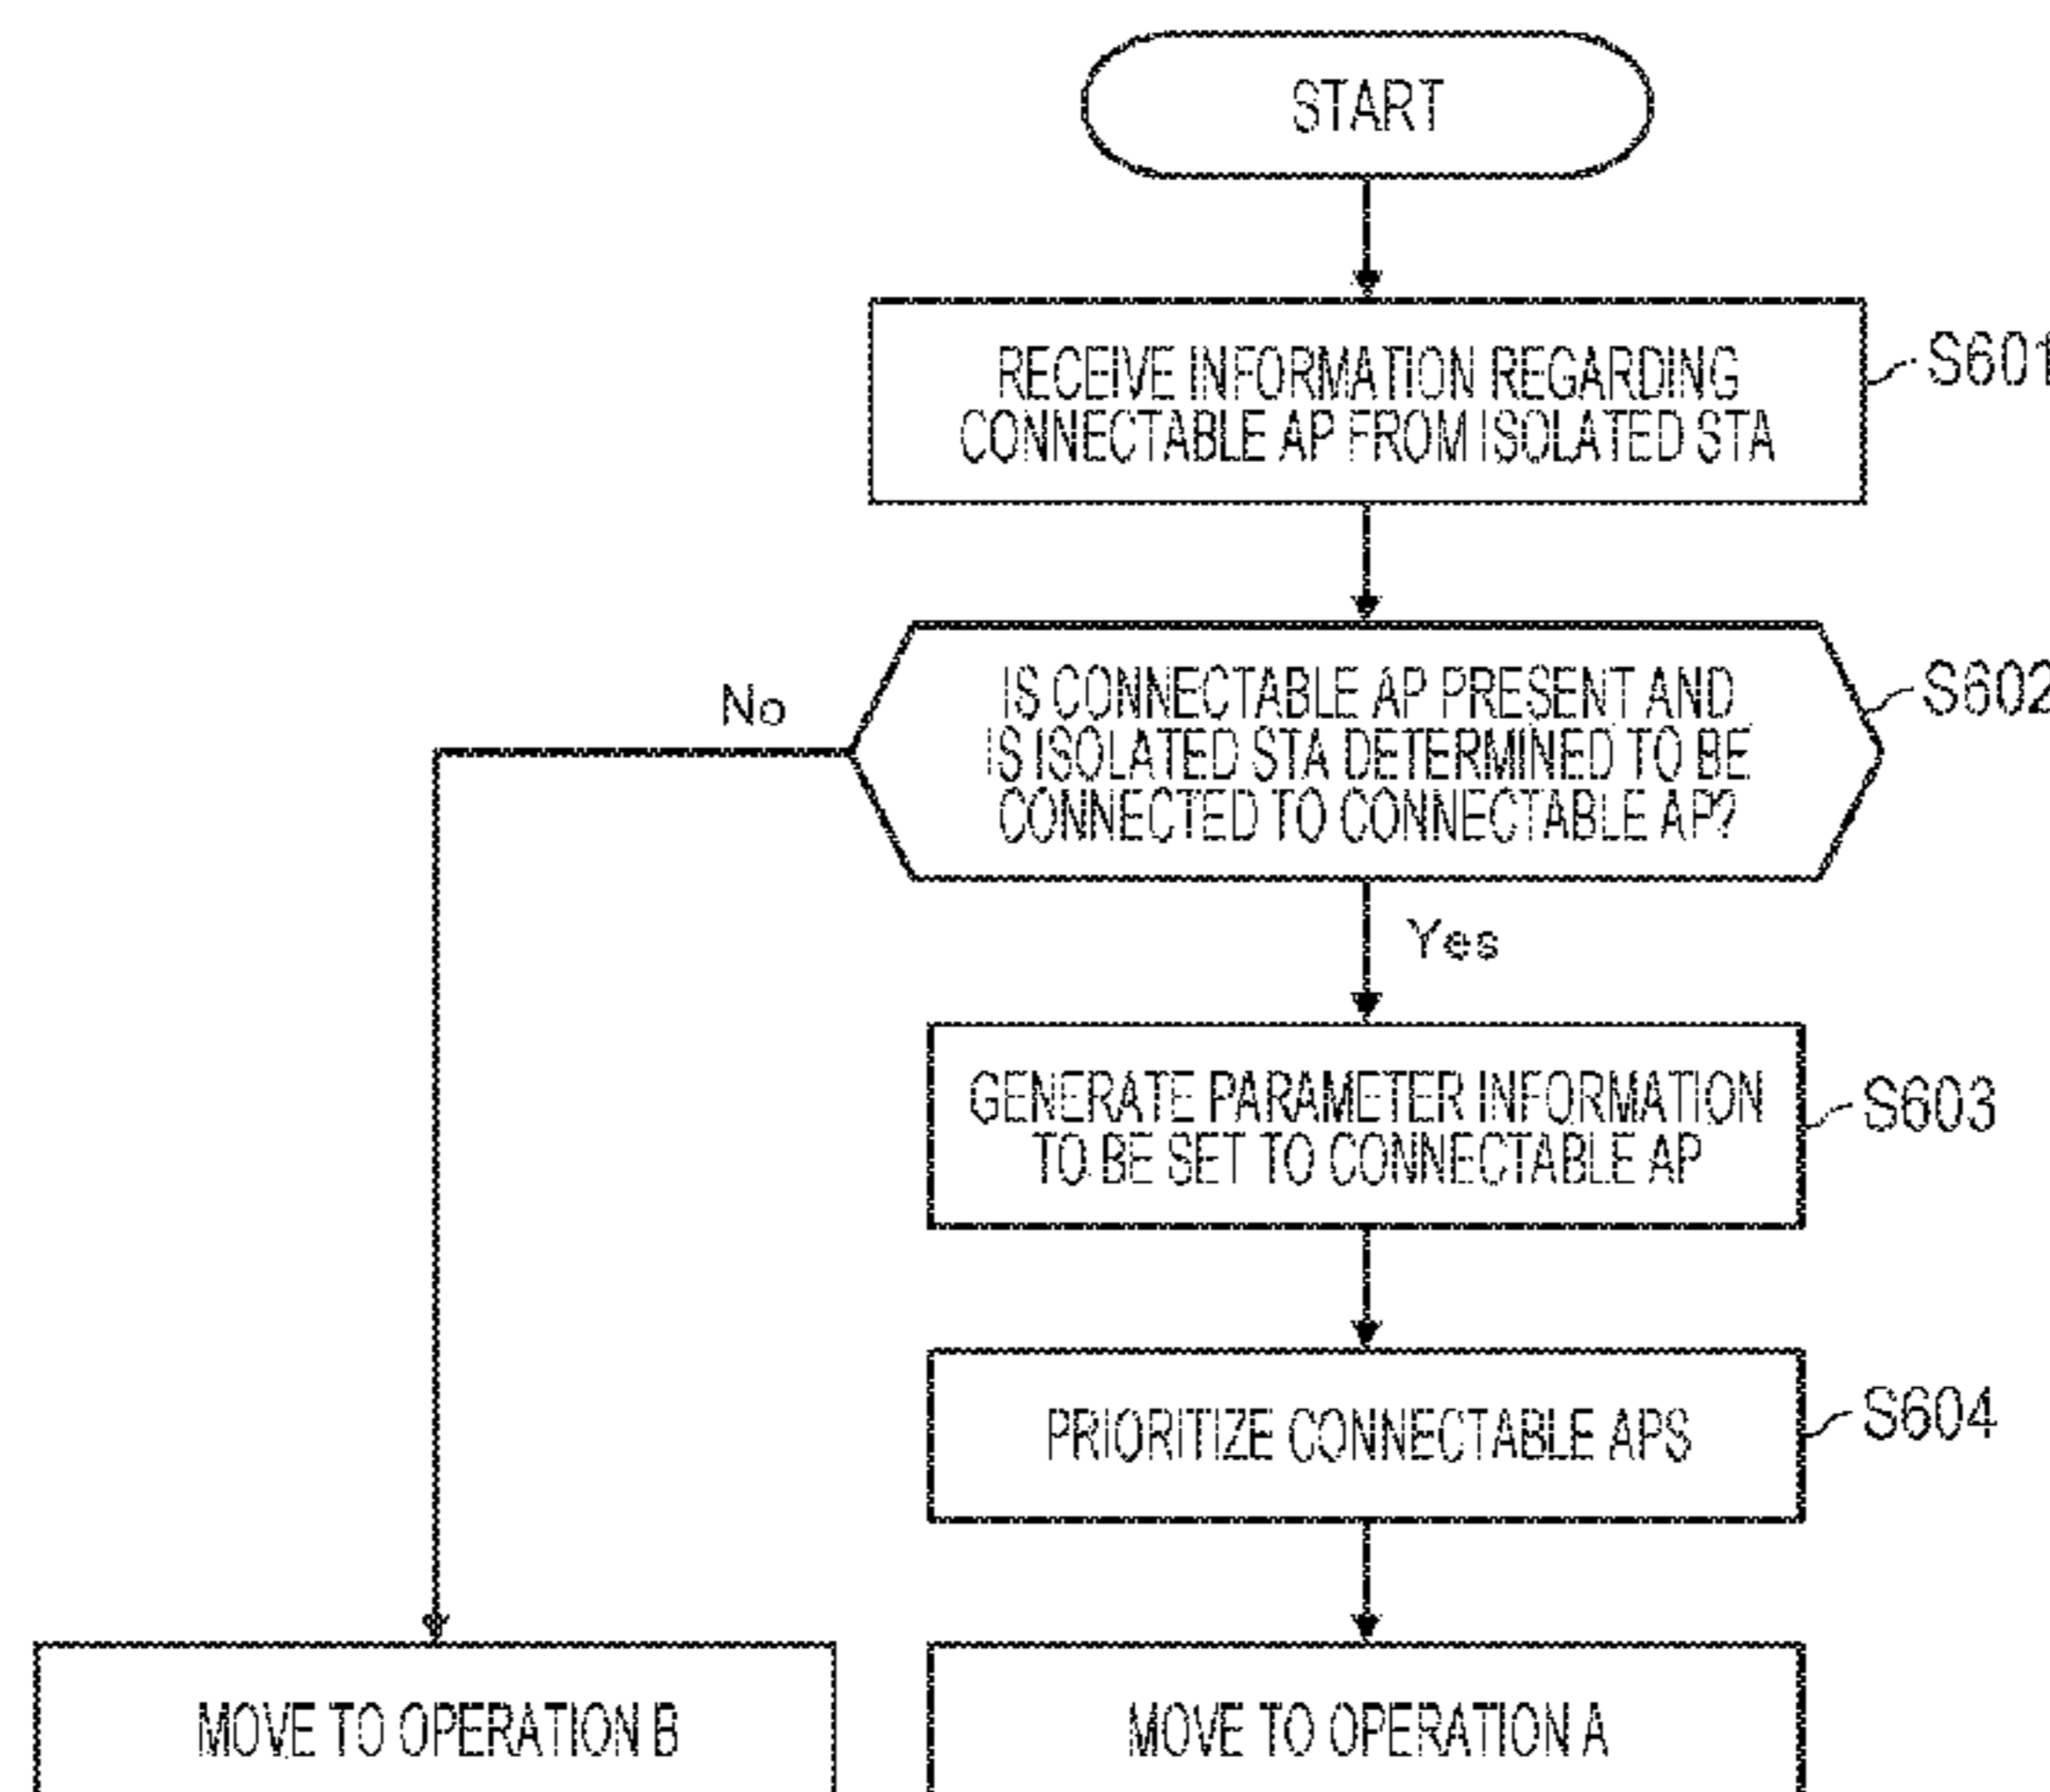 START
RECEIVE INFORMATION REGARDING
CONNECTABLE AP FROM ISOLATED STA
S601
IS CONNECTABLE AP PRESENT AND
IS ISOLATED STA DETERMINED TO BE
CONNECTED TO CONNECTABLE AP?
S602
No
Yes
GENERATE PARAMETER INFORMATION
TO BE SET TO CONNECTABLE AP
S603
PRIORITIZE CONNECTABLE APS
S604
MOVE TO OPERATION B
MOVE TO OPERATION A